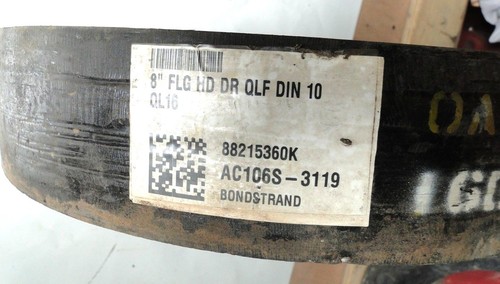 8" FLG HD DR QLF DIN 10
QL16
88215360K
AC106S-3119
BONDSTRAND